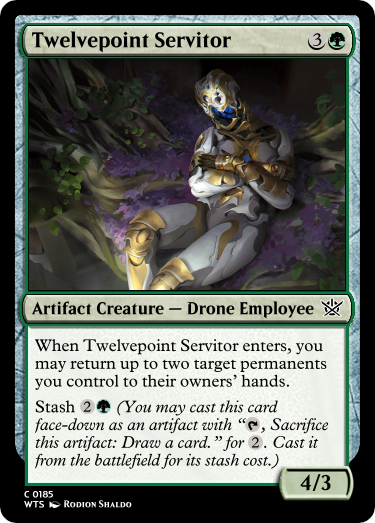 Twelvepoint Servitor 3
Artifact Creature — Drone Employee
When Twelvepoint Servitor enters, you
may return up to two target permanents
you control to their owners' hands.
Stash 2 (You may cast this card
face-down as an artifact with “, Sacrifice
this artifact: Draw a card.” for 2. Cast it
from the battlefield for its stash cost.)
4/3
C 0185
WTS Rodion Shaldo